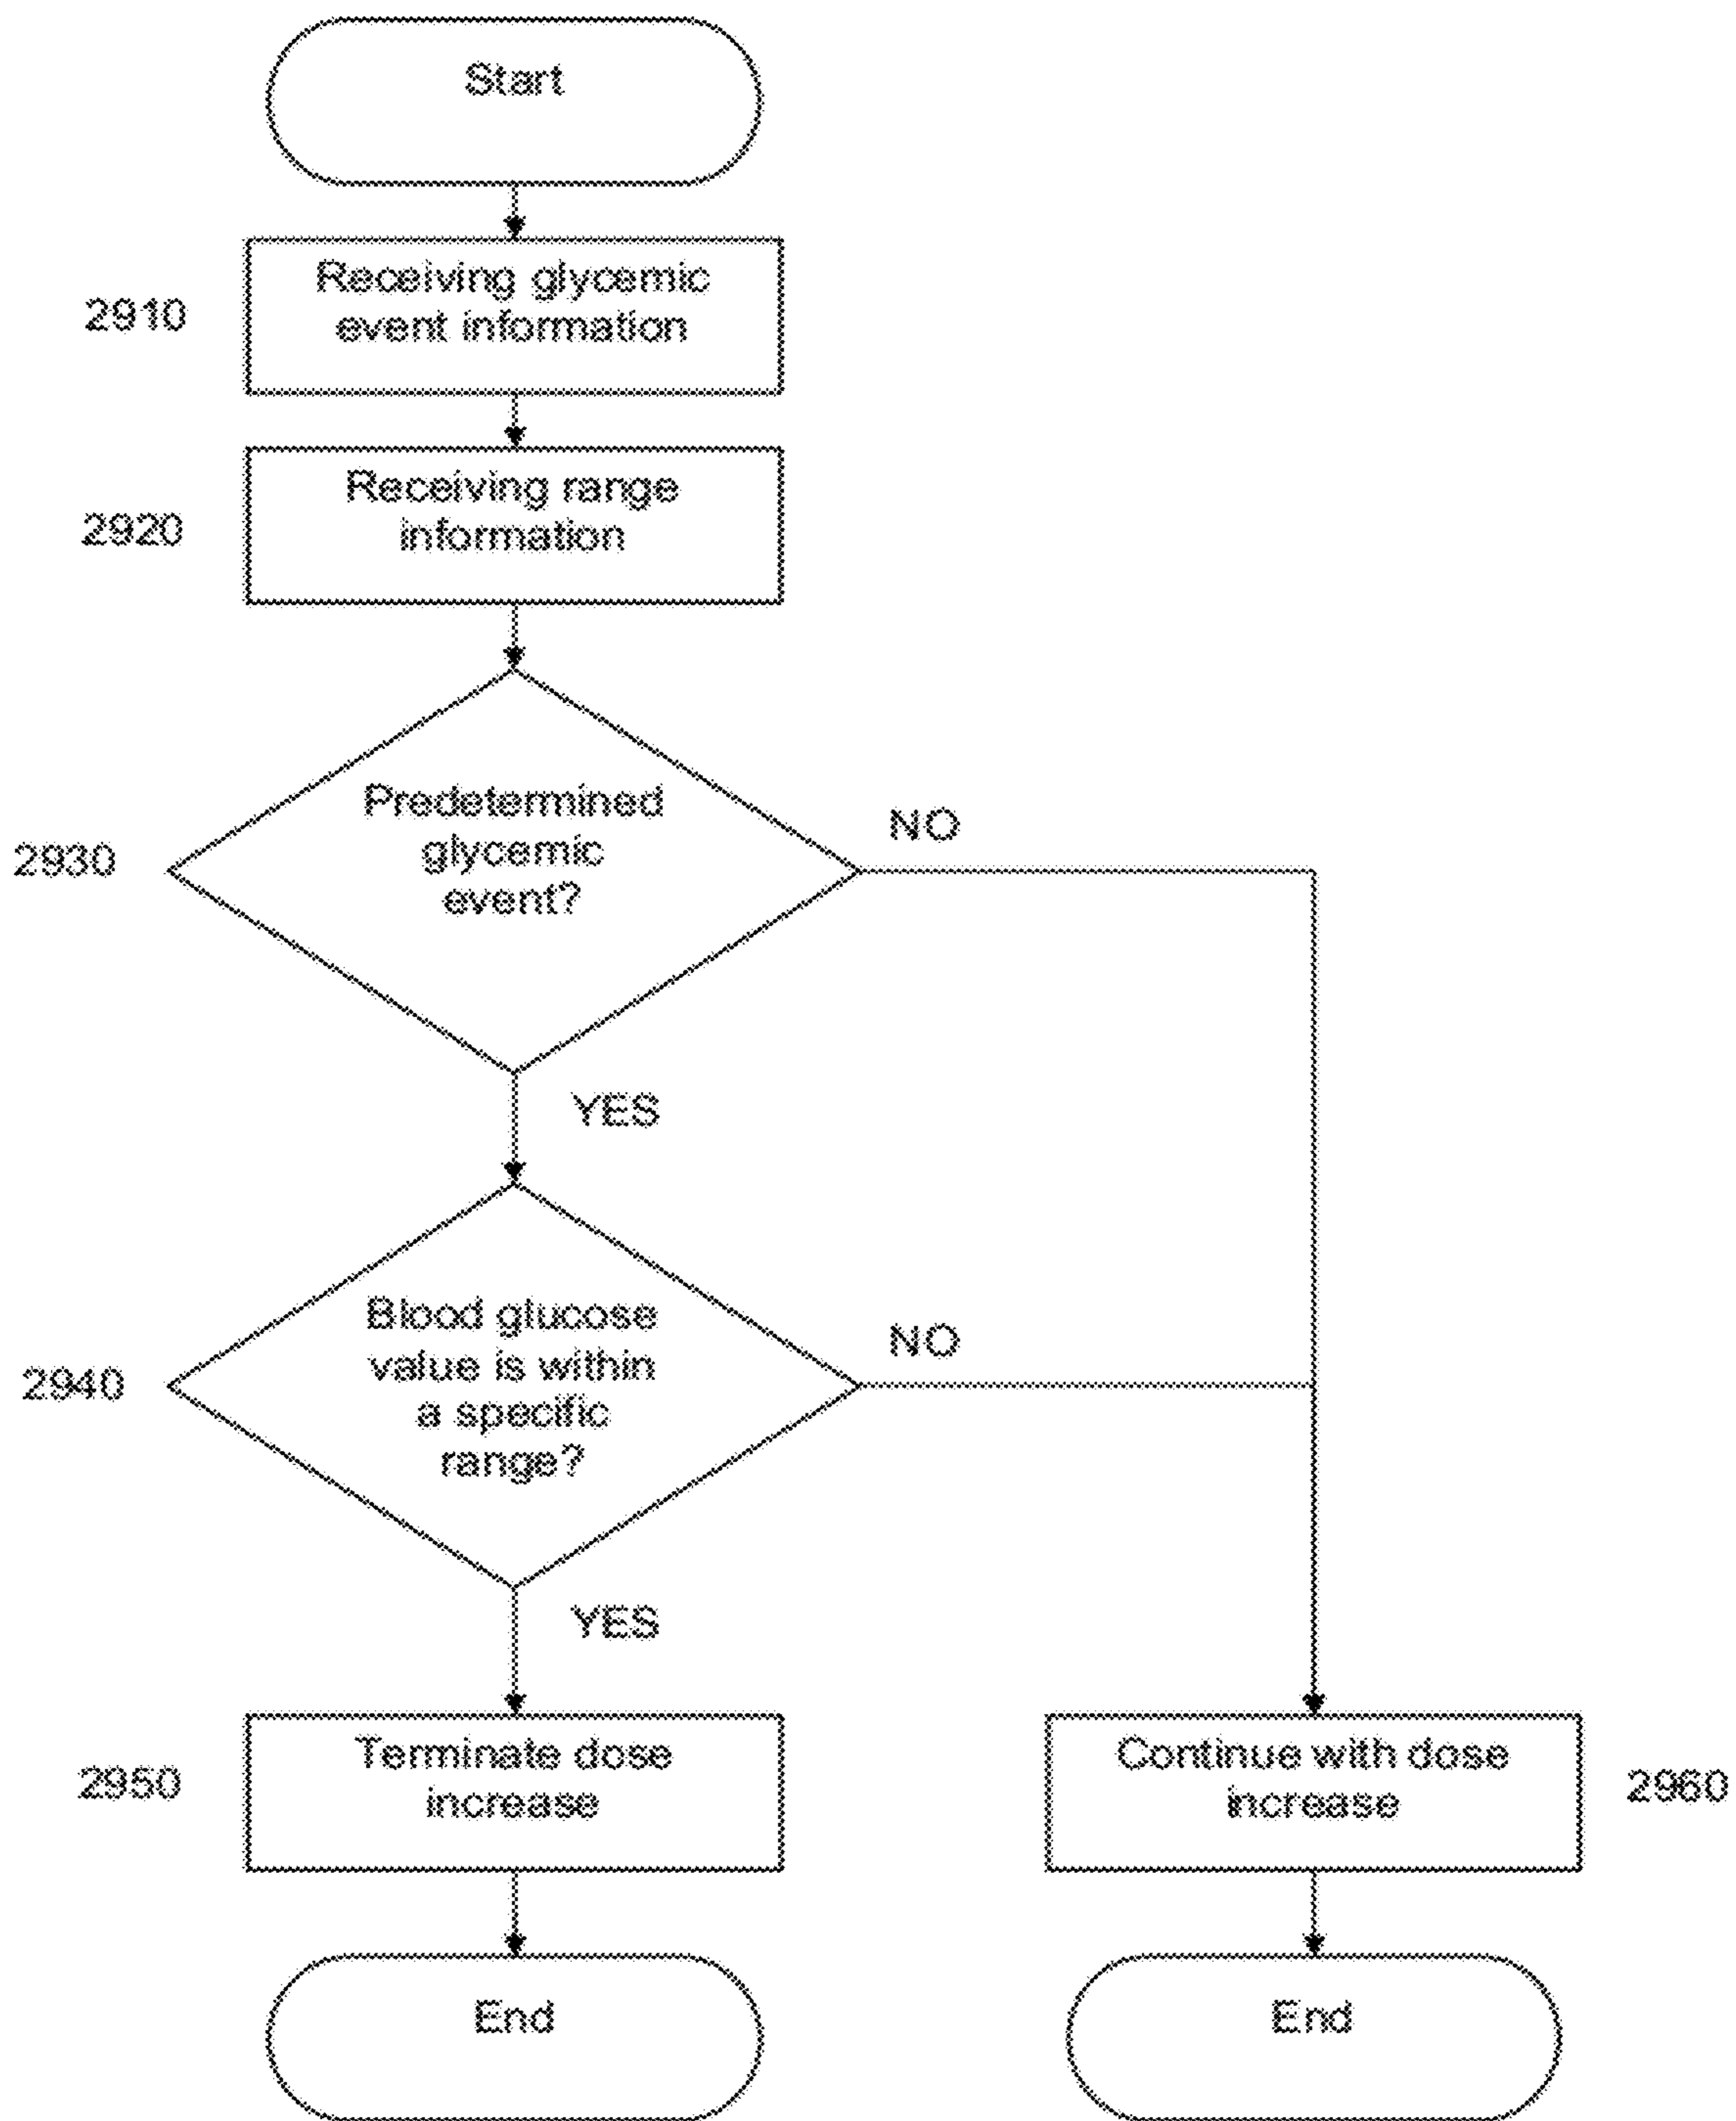 Start
2910
Receiving glycemic
event information
2920
Receiving range
information
2930
Predetermined
glycemic
event?
NO
YES
2940
Blood glucose
value is within
a specific
range?
NO
YES
2950
Terminate dose
increase
Continue with dose
increase
2960
End
End